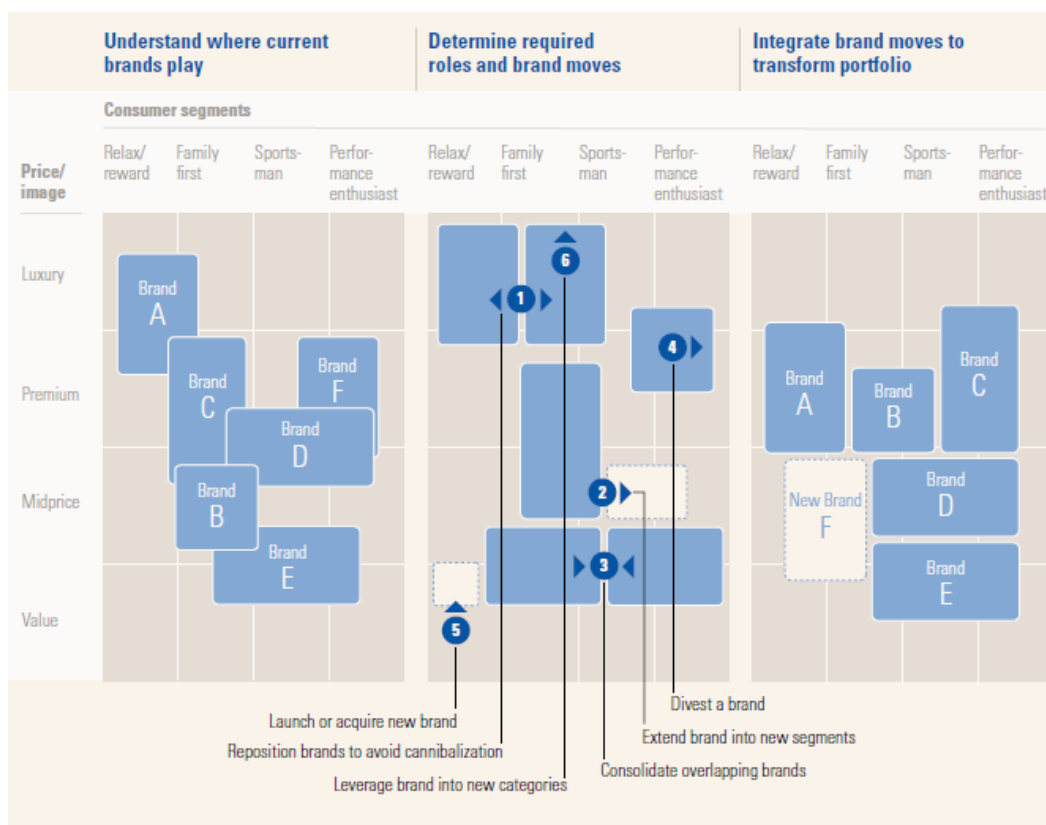 Understand where current
brands play
Determine required
roles and brand moves
Integrate brand moves to
transform portfolio
Consumer segments
Price/
image
Relax/
reward
Family
first
Sports-
man
Perfor-
mance
enthusiast
Relax/
reward
Family
first
Sports-
man
Perfor-
mance
enthusiast
Relax/
reward
Family
first
Sports-
man
Perfor-
mance
enthusiast
Luxury
Premium
Midprice
Value
Brand
A
Brand
C
Brand
F
Brand
D
Brand
B
Brand
E
6
1
4
2
3
5
Brand
A
Brand
B
Brand
C
New Brand
F
Brand
D
Brand
E
Launch or acquire new brand
Reposition brands to avoid cannibalization
Leverage brand into new categories
Divest a brand
Extend brand into new segments
Consolidate overlapping brands